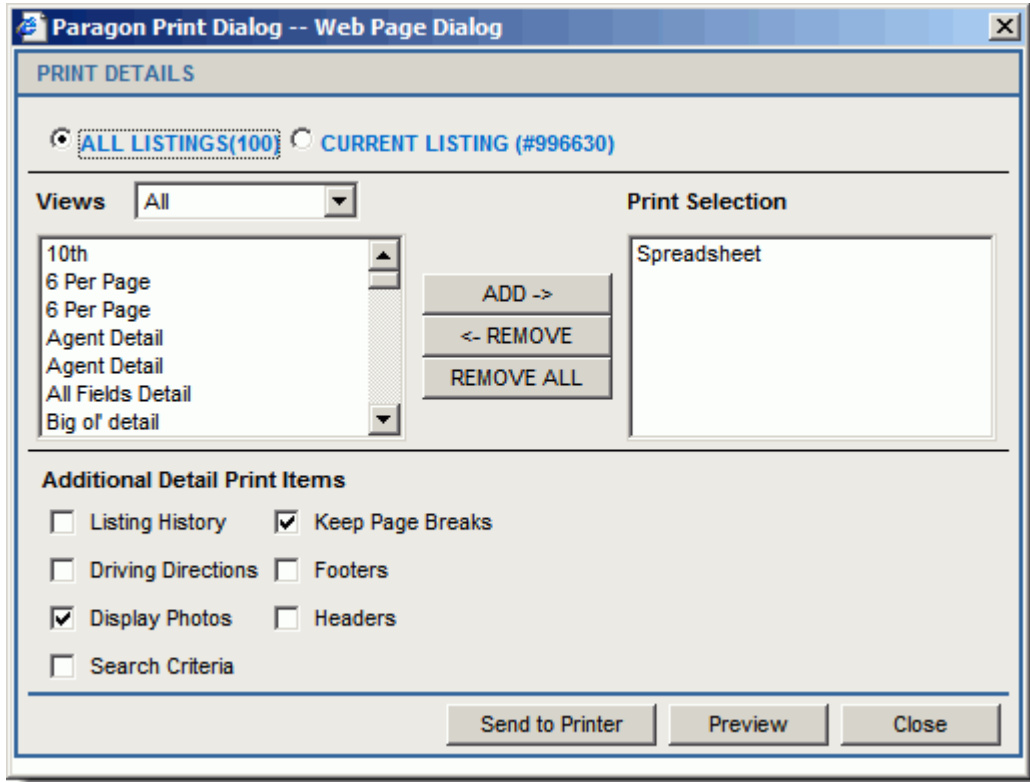 Paragon Print Dialog -- Web Page Dialog
PRINT DETAILS
ALL LISTINGS(100) CURRENT LISTING (#996630)
Views All Print Selection
10th
6 Per Page
6 Per Page
Agent Detail
Agent Detail
All Fields Detail
Big ol' detail
ADD ->
<- REMOVE
REMOVE ALL
Spreadsheet
Additional Detail Print Items
Listing History Keep Page Breaks
Driving Directions Footers
Display Photos Headers
Search Criteria
Send to Printer Preview Close